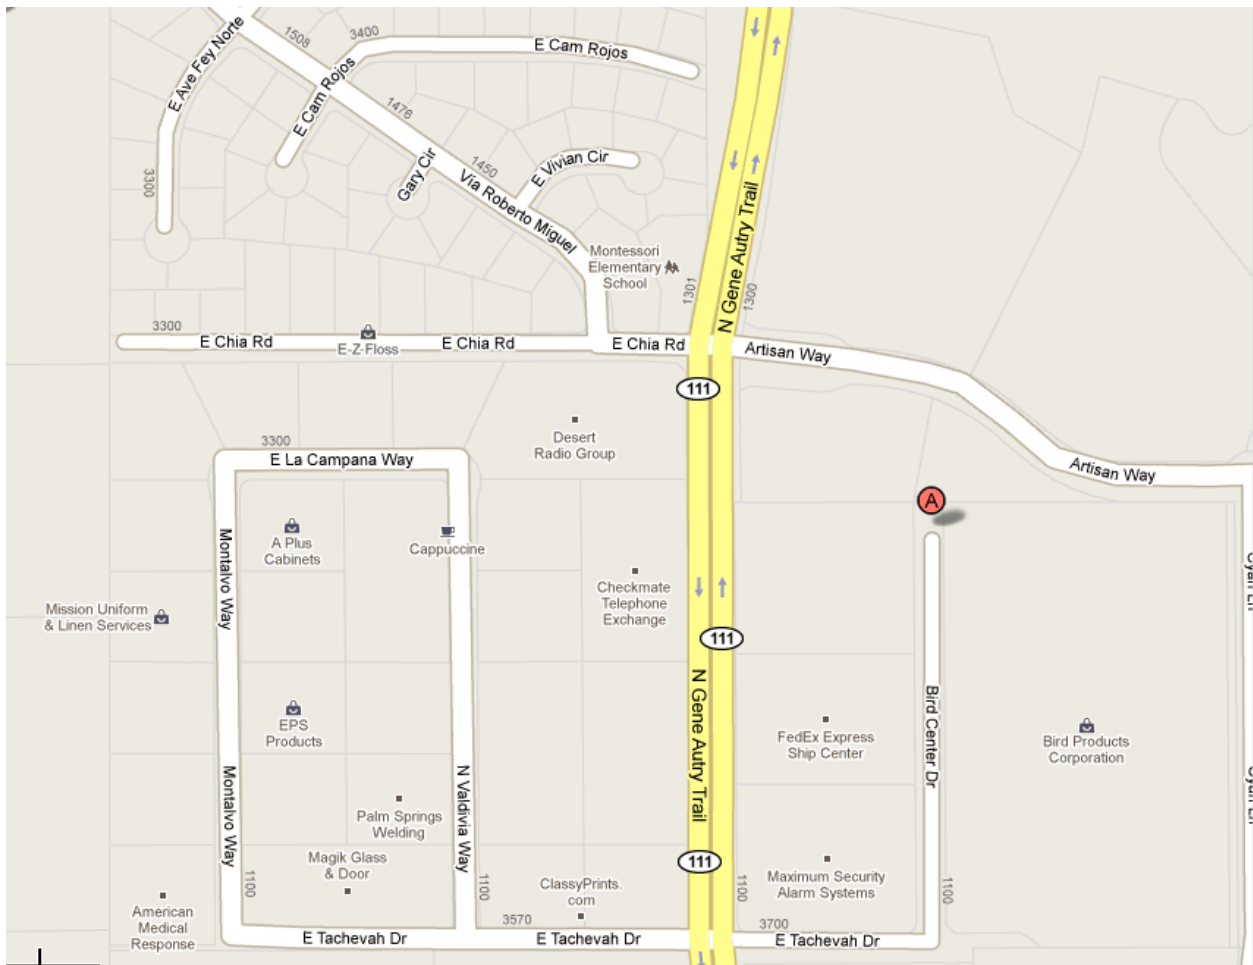 E Ave Fey Norte
1508
3400
E Cam Rojos
E Cam Rojos
1476
Gary Cir
1450
E Vivian Cir
Via Roberto Miguel
3300
Montessori
Elementary
School
1301
1300
N Gene Autry Trail
3300
E Chia Rd
E-Z Floss
E Chia Rd
E Chia Rd
Artisan Way
111
Desert
Radio Group
3300
E La Campana Way
Artisan Way
A
A Plus
Cabinets
Cappuccine
Montalvo Way
Mission Uniform
& Linen Services
Checkmate
Telephone
Exchange
111
N Gene Autry Trail
EPS
Products
FedEx Express
Ship Center
Bird Center Dr
Bird Products
Corporation
Montalvo Way
N Valdivia Way
Palm Springs
Welding
Magik Glass
& Door
111
Maximum Security
Alarm Systems
1100
1100
1100
1100
ClassyPrints.
com
American
Medical
Response
3570
3700
E Tachevah Dr
E Tachevah Dr
E Tachevah Dr